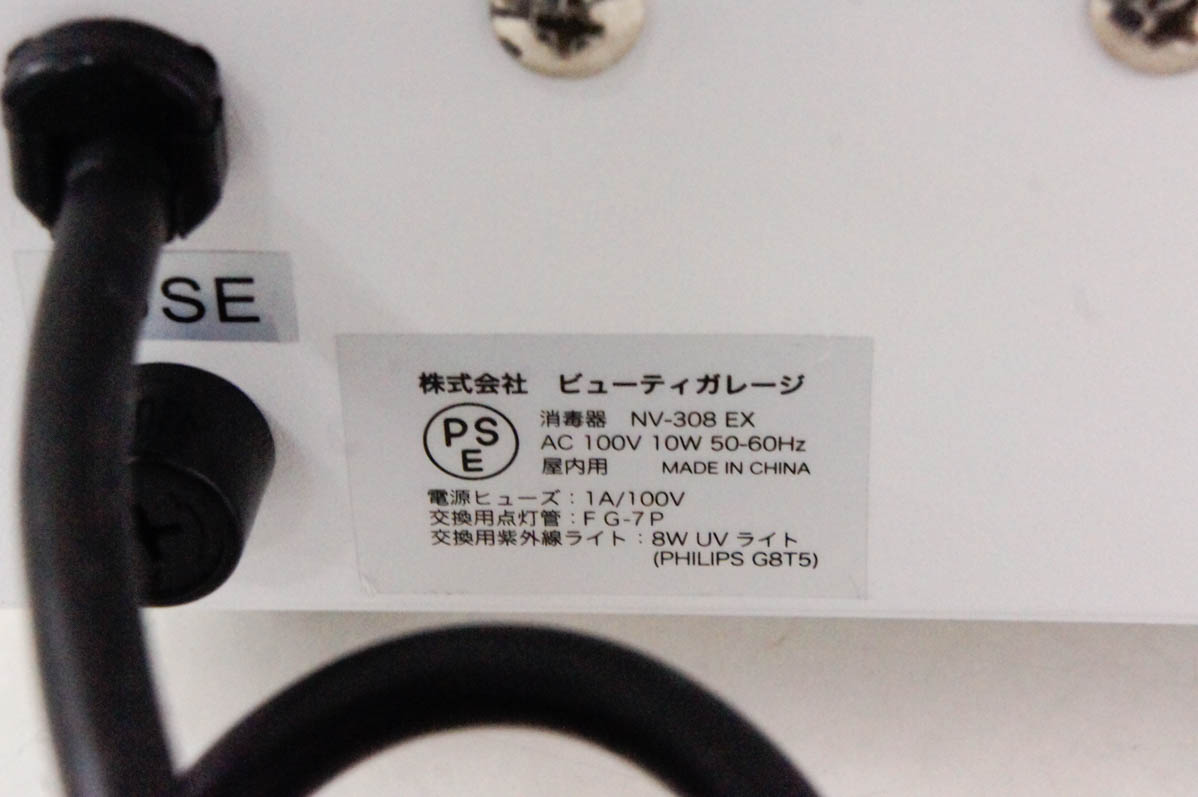 SE
株式会社 ビューティガレージ
PS
E
消毒器 NV-308 EX
AC 100V 10W 50-60Hz
屋内用 MADE IN CHINA
電源ヒューズ：1A/100V
交換用点灯管：F G-7P
交換用紫外線ライト：8W UV ライト
(PHILIPS G8T5)